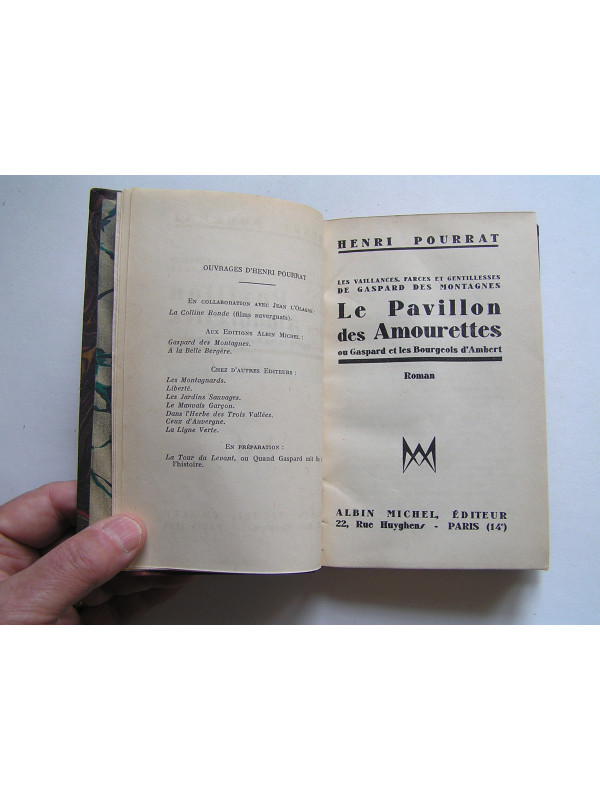 OUVRAGES D'HENRI POURRAT
EN COLLABORATION AVEC JEAN L'OLAGNE :
La Colline Ronde (films auvergnats).
AUX EDITIONS ALBIN MICHEL :
Gaspard des Montagnes.
A la Belle Bergère.
CHEZ D'AUTRES EDITEURS :
Les Montagnards.
Liberté.
Les Jardins Sauvages.
Le Mauvais Garçon.
Dans l'Herbe des Trois Vallées.
Ceux d'Auvergne.
La Ligne Verte.
EN PRÉPARATION :
La Tour du Levant, ou Quand Gaspard mit
l'histoire.
HENRI POURRAT
LES VAILLANCES, FARCES ET GENTILLESSES
DE GASPARD DES MONTAGNES
Le Pavillon
des Amourettes
ou Gaspard et les Bourgeois d'Ambert
Roman
ALBIN MICHEL, ÉDITEUR
22, Rue Huyghens - PARIS (14e)